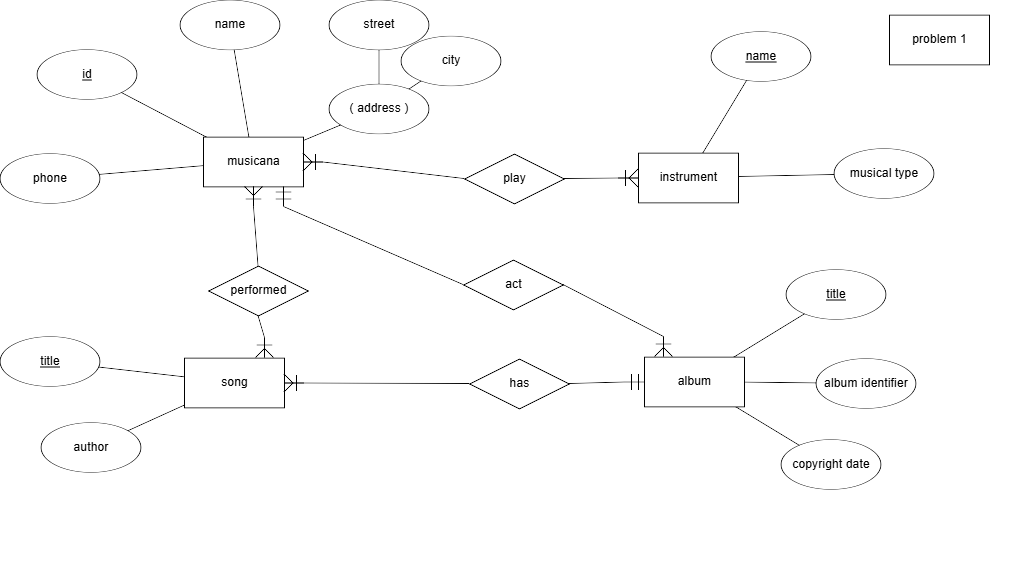 name
street
city
problem 1
name
id
( address )
musicana
phone
play
instrument
musical type
performed
act
title
title
song
has
album
album identifier
author
copyright date